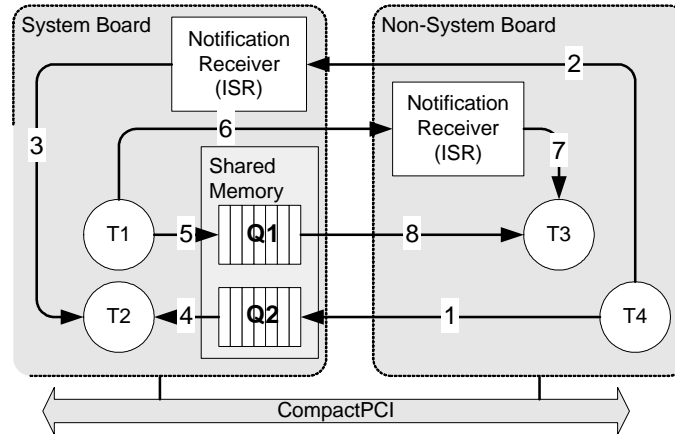 System Board
Non-System Board
Notification
Receiver
(ISR)
2
Notification
Receiver
(ISR)
3
6
7
Shared
Memory
T1
5
Q1
8
T3
T2
4
Q2
1
T4
CompactPCI